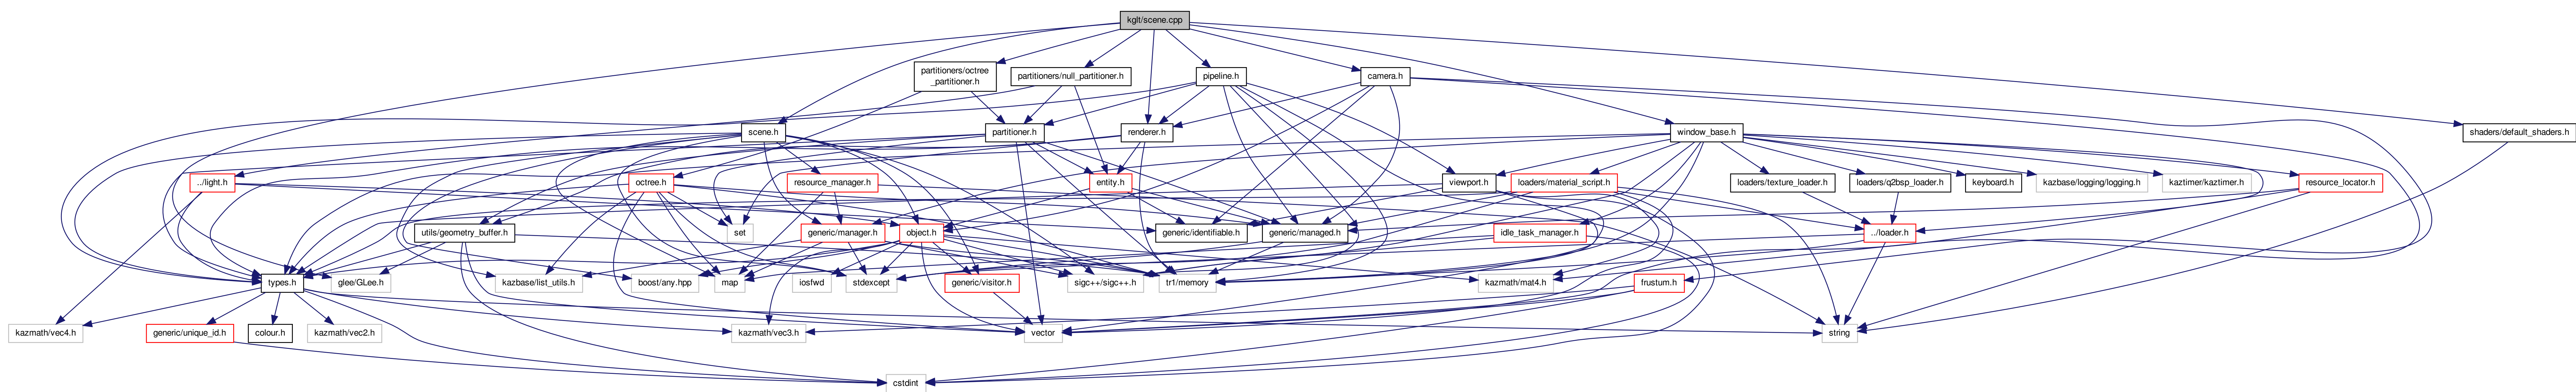 kglt/scene.cpp
partitioners/octree
_partitioner.h
partitioners/null_partitioner.h
pipeline.h
camera.h
scene.h
partitioner.h
renderer.h
window_base.h
shaders/default_shaders.h
../light.h
octree.h
resource_manager.h
entity.h
viewport.h
loaders/material_script.h
loaders/texture_loader.h
loaders/q2bsp_loader.h
keyboard.h
kazbase/logging/logging.h
kaztimer/kaztimer.h
resource_locator.h
utils/geometry_buffer.h
set
generic/manager.h
object.h
generic/identifiable.h
generic/managed.h
idle_task_manager.h
../loader.h
types.h
glee/GLee.h
kazbase/list_utils.h
boost/any.hpp
map
iosfwd
stdexcept
generic/visitor.h
sigc++/sigc++.h
tr1/memory
kazmath/mat4.h
frustum.h
kazmath/vec4.h
generic/unique_id.h
colour.h
kazmath/vec2.h
kazmath/vec3.h
vector
string
cstdint